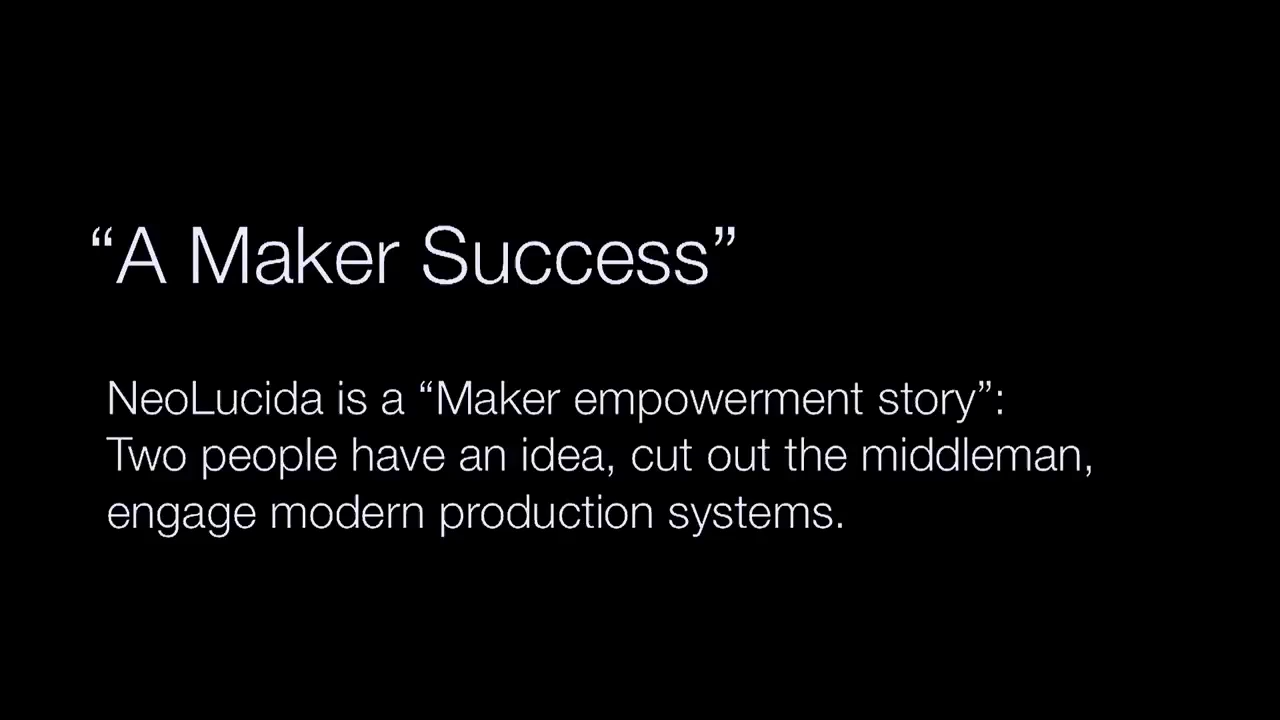 “A Maker Success”
NeoLucida is a “Maker empowerment story”:
Two people have an idea, cut out the middleman,
engage modern production systems.